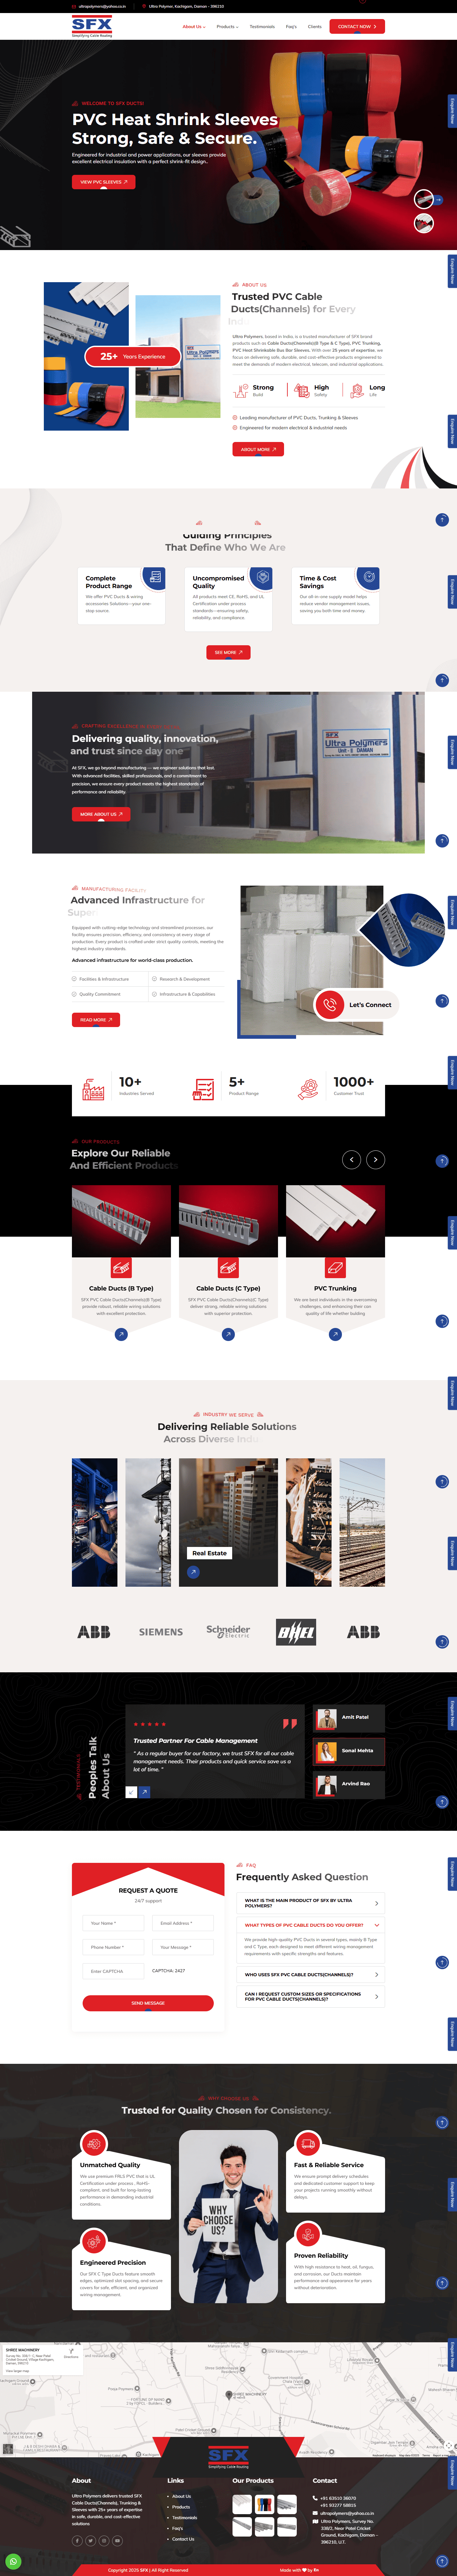 ultrapolymers@yahoo.co.in
Ultra Polymer, Kachigam, Daman - 396210
SFX
Simplifying Cable Routing
About Us
Products
Testimonials
Faq's
Clients
CONTACT NOW
WELCOME TO SFX DUCTS!
PVC Heat Shrink Sleeves
Strong, Safe & Secure.
Engineered for industrial and power applications, our sleeves provide
excellent electrical insulation with a perfect shrink-fit design..
VIEW PVC SLEEVES
Enquire Now
ABOUT US
Trusted PVC Cable
Ducts(Channels) for Every
25+ Years Experience
Ultra Polymers, based in India is a trusted manufacturer of SFX brand
products such as Cable Ducts(Channels)(B Type & C Type), PVC Trunking,
PVC Heat Shrinkable Bus Bar Sleeves. With over 25 years of expertise, we
focus on delivering safe, durable, and cost-effective products engineered to
meet the demands of modern electrical, telecom, and industrial applications.
Strong
Build
High
Safety
Long
Life
Leading manufacturer of PVC Ducts, Trunking & Sleeves
Engineered for modern electrical & industrial needs
ABOUT MORE
Guiding Principles
That Define Who We Are
Complete
Product Range
We offer PVC Ducts & wiring
accessories Solutions—your one-
stop source.
Uncompromised
Quality
All products meet CE, RoHS, and UL
Certification under process
standards—ensuring safety,
reliability, and compliance
Time & Cost
Savings
Our all-in-one supply model helps
reduce vendor management issues,
saving you both time and money.
SEE MORE
CRAFTING EXCELLENCE
Delivering quality, innovation,
and trust since day one
At SFX, we go beyond manufacturing — we engineer solutions that last.
With advanced facilities, skilled professionals, and a commitment to
precision, we ensure every product meets the highest standards of
performance and reliability.
MORE ABOUT US
SFX
Ultra Polymers
Unit - II DAMAN
MANUFACTURING FACILITY
Advanced Infrastructure for
Equipped with cutting-edge technology and streamlined processes, our
facility ensures precision, efficiency, and consistency at every stage of
production. Every product is crafted under strict quality controls, meeting the
highest industry standards.
Advanced infrastructure for world-class production.
Facilities & Infrastructure
Research & Development
Quality Commitment
Infrastructure & Capabilities
READ MORE
Let's Connect
10+
Industries Served
5+
Product Range
1000+
Customer Trust
OUR PRODUCTS
Explore Our Reliable
And Efficient Products
Cable Ducts (B Type)
SFX PVC Cable Ducts(Channels)(B Type)
provide robust, reliable wiring solutions
with excellent protection.
Cable Ducts (C Type)
SFX PVC Cable Ducts(Channels)(C Type)
deliver strong, reliable wiring solutions
with superior protection.
PVC Trunking
We are best individuals in the overcoming
challenges, and enhancing their can
quality of life whether building
INDUSTRY WE SERVE
Delivering Reliable Solutions
Across Diverse
Real Estate
ABB
SIEMENS
Schneider
Electric
BHEL
ABB
TESTIMONIALS
Peoples Talk
About Us
Trusted Partner For Cable Management
" As a regular buyer for our factory, we trust SFX for all our cable
management needs. Their products and quick service saves us a
lot of time. "
Amit Patel
Sonal Mehta
Arvind Rao
REQUEST A QUOTE
24/7 support
Your Name *
Email Address *
Phone Number *
Your Message *
Enter CAPTCHA
CAPTCHA: 2427
SEND MESSAGE
FAQ
Frequently Asked Question
WHAT IS THE MAIN PRODUCT OF SFX BY ULTRA
POLYMERS?
WHAT TYPES OF PVC CABLE DUCTS DO YOU OFFER?
We provide high-quality PVC Ducts in several types, mainly B Type
and C Type, each designed to meet different wiring management
requirements with specific strengths and features.
WHO USES SFX PVC CABLE DUCTS(CHANNELS)?
CAN I REQUEST CUSTOM SIZES OR SPECIFICATIONS
FOR PVC CABLE DUCTS(CHANNELS)?
WHY CHOOSE US
Trusted for Quality Chosen for Consistency.
Unmatched Quality
We use premium FRLS PVC that is UL
Certification under process , RoHS-
compliant, and built for long-lasting
performance in demanding industrial
conditions.
Engineered Precision
Our SFX C Type Ducts feature smooth
edges, optimised slot spacing, and secure
covers for safe, efficient, and organized
wiring management.
WHY
CHOOSE
US?
Fast & Reliable Service
We ensure prompt delivery schedules
and dedicated customer support to keep
your projects running smoothly without
delays.
Proven Reliability
With high resistance to heat, oil, fungus,
and corrosion, our Ducts maintain
performance assurance for years
without deterioration.
SHREE MACHINERY
View larger map
Directions
SFX
Simplifying Cable Routing
About
Ultra Polymers delivers trusted SFX
Cable Ducts(Channels), Trunking &
Sleeves with 25+ years of expertise
in safe, durable, and cost-effective
solutions
Links
About Us
Products
Testimonials
Faq's
Contact Us
Our Products
Contact
+91 63510 36070
+91 93277 58915
ultrapolymers@yahoo.co.in
Ultra Polymers, Survey No.
338/2, Near Patel Cricket
Ground, Kachigam, Daman -
396210, U.T.
Copyright 2025 SFX | All Right Reserved
Made with
by